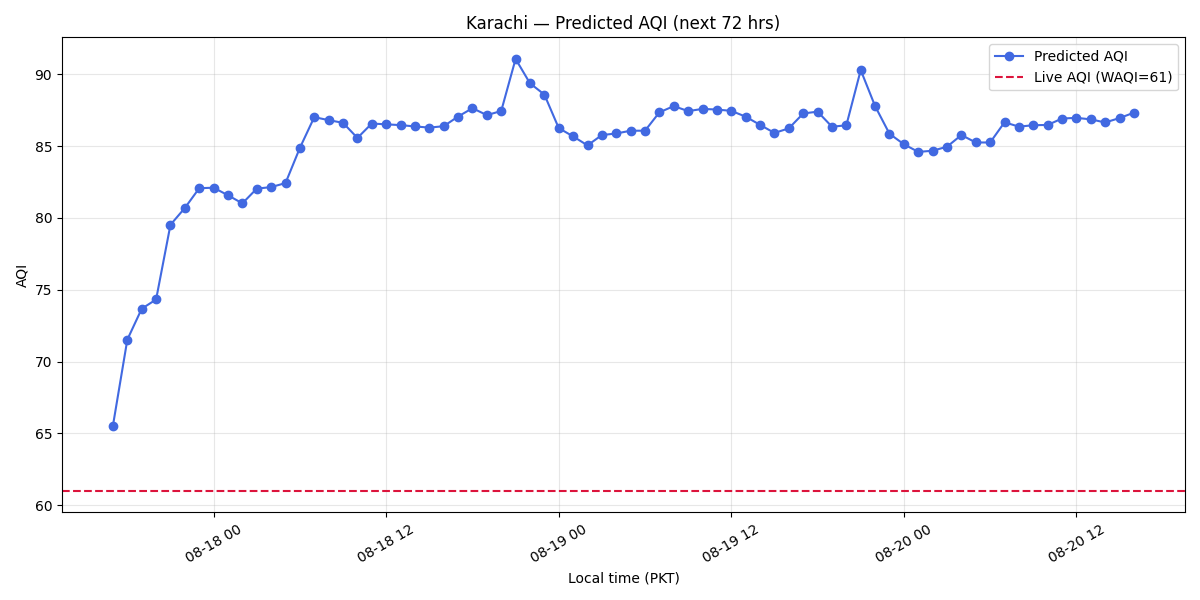 Karachi — Predicted AQI (next 72 hrs)
Predicted AQI
Live AQI (WAQI=61)
AQI
90
85
80
75
70
65
60
08-18 00
08-18 12
08-19 00
08-19 12
08-20 00
08-20 12
Local time (PKT)